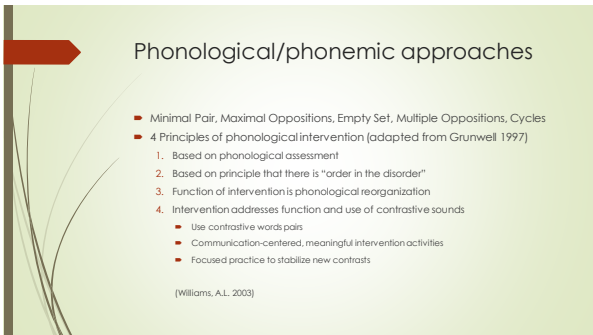 Phonological/phonemic approaches
Minimal Pair, Maximal Oppositions, Empty Set, Multiple Oppositions, Cycles
4 Principles of phonological intervention (adapted from Grunwell 1997)
1. Based on phonological assessment
2. Based on principle that there is “order in the disorder”
3. Function of intervention is phonological reorganization
4. Intervention addresses function and use of contrastive sounds
Use contrastive words pairs
Communication-centered, meaningful intervention activities
Focused practice to stabilize new contrasts
(Williams, A.L. 2003)